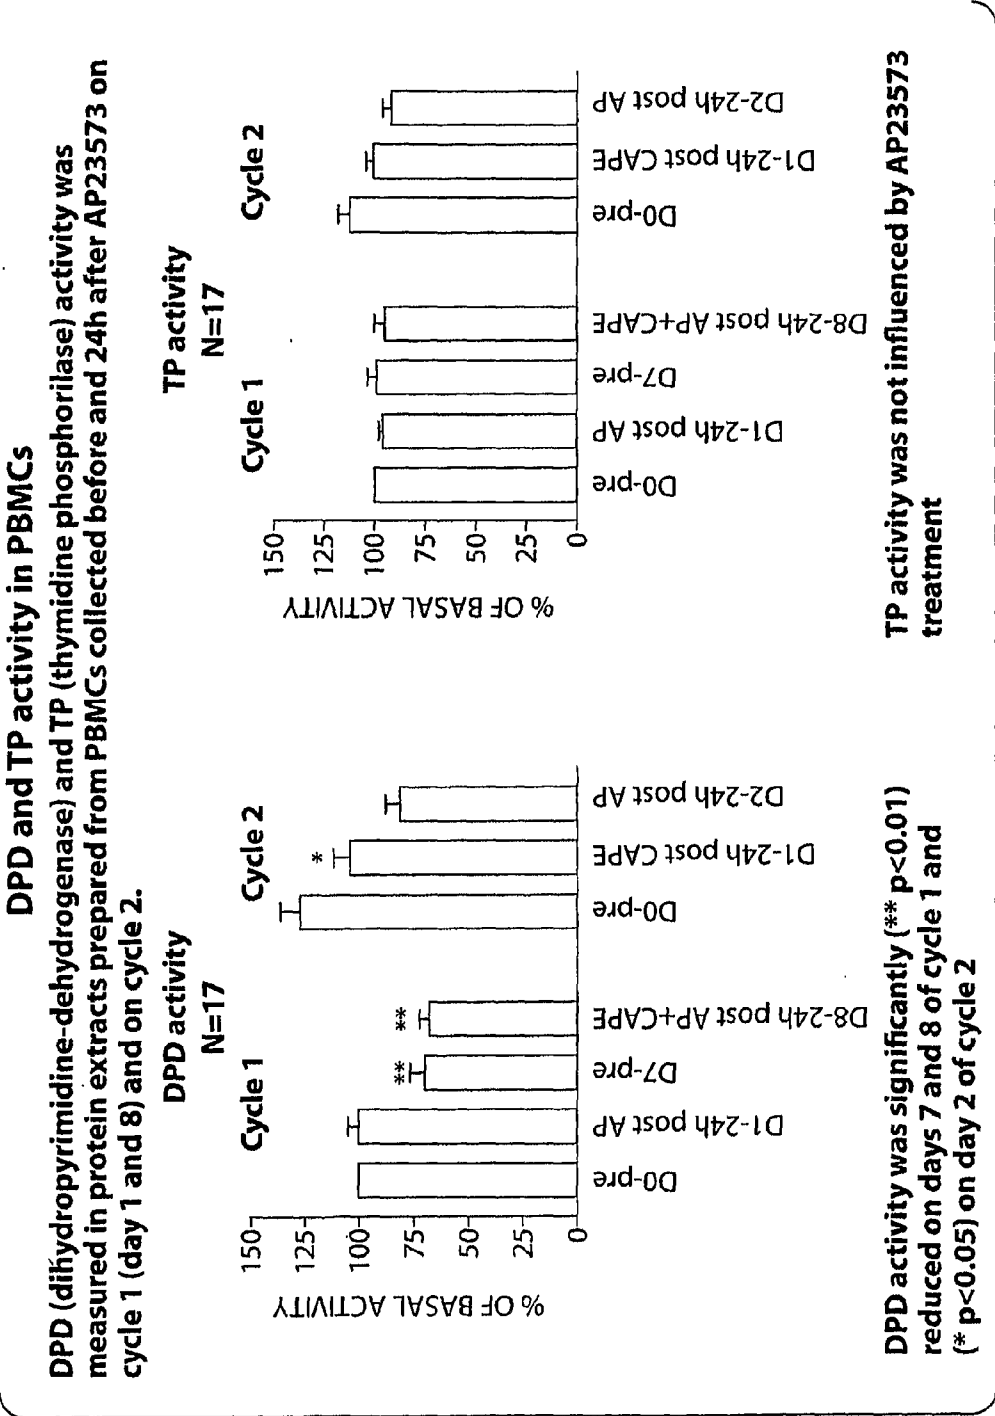 DPD and TP activity in PBMCs
DPD (dihydropyrimidine-dehydrogenase) and TP (thymidine phosphorilase) activity was
measured in protein extracts prepared from PBMCs collected before and 24h after AP23573 on
cycle 1 (day 1 and 8) and on cycle 2.
DPD activity
N=17
Cycle 1
Cycle 2
% OF BASAL ACTIVITY
150
125
100
75
50
25
0
**
**
*
D0-pre
D1-24h post AP
D7-pre
D8-24h post AP+CAPE
D0-pre
D1-24h post CAPE
D2-24h post AP
DPD activity was significantly (** p<0.01)
reduced on days 7 and 8 of cycle 1 and
(* p<0.05) on day 2 of cycle 2
TP activity
N=17
Cycle 1
Cycle 2
% OF BASAL ACTIVITY
150
125
100
75
50
25
0
D0-pre
D1-24h post AP
D7-pre
D8-24h post AP+CAPE
D0-pre
D1-24h post CAPE
D2-24h post AP
TP activity was not influenced by AP23573
treatment